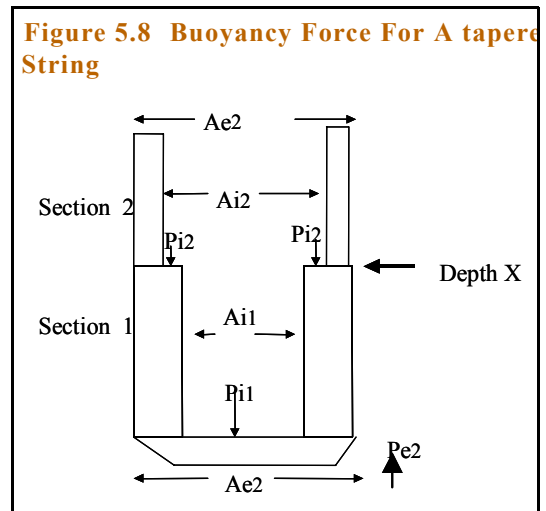 Figure 5.8 Buoyancy Force For A tapere
String
Ae2
Section 2
Ai2
Pi2
Pi2
Depth X
Section 1
Ai1
Pi1
Pe2
Ae2